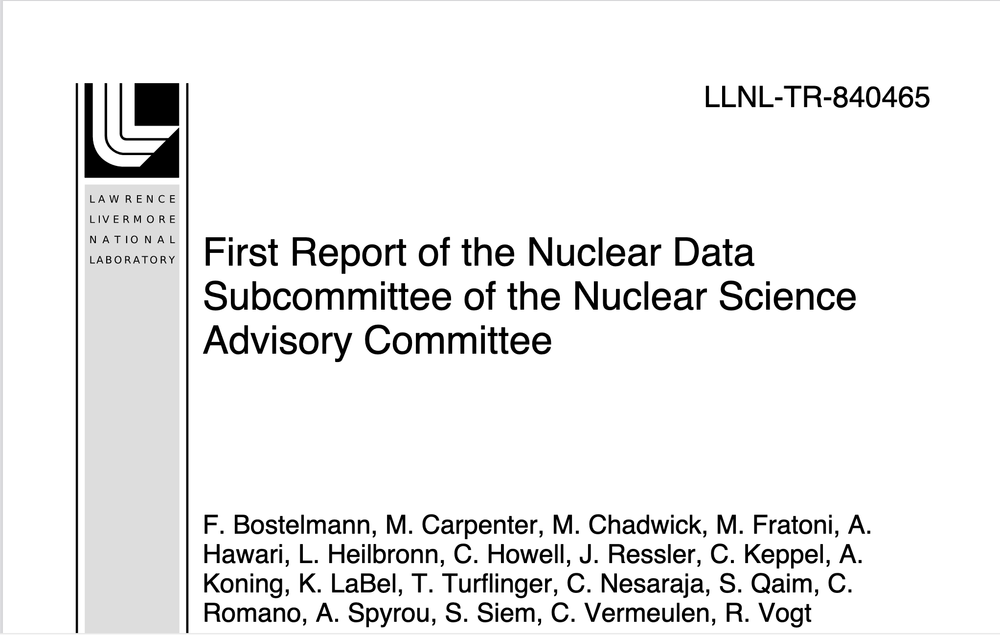 LLNL-TR-840465
LAWRENCE
LIVERMORE
NATIONAL
LABORATORY
First Report of the Nuclear Data
Subcommittee of the Nuclear Science
Advisory Committee
F. Bostelmann, M. Carpenter, M. Chadwick, M. Fratoni, A.
Hawari, L. Heilbronn, C. Howell, J. Ressler, C. Keppel, A.
Koning, K. LaBel, T. Turflinger, C. Nesaraja, S. Qaim, C.
Romano, A. Spyrou, S. Siem, C. Vermeulen, R. Vogt